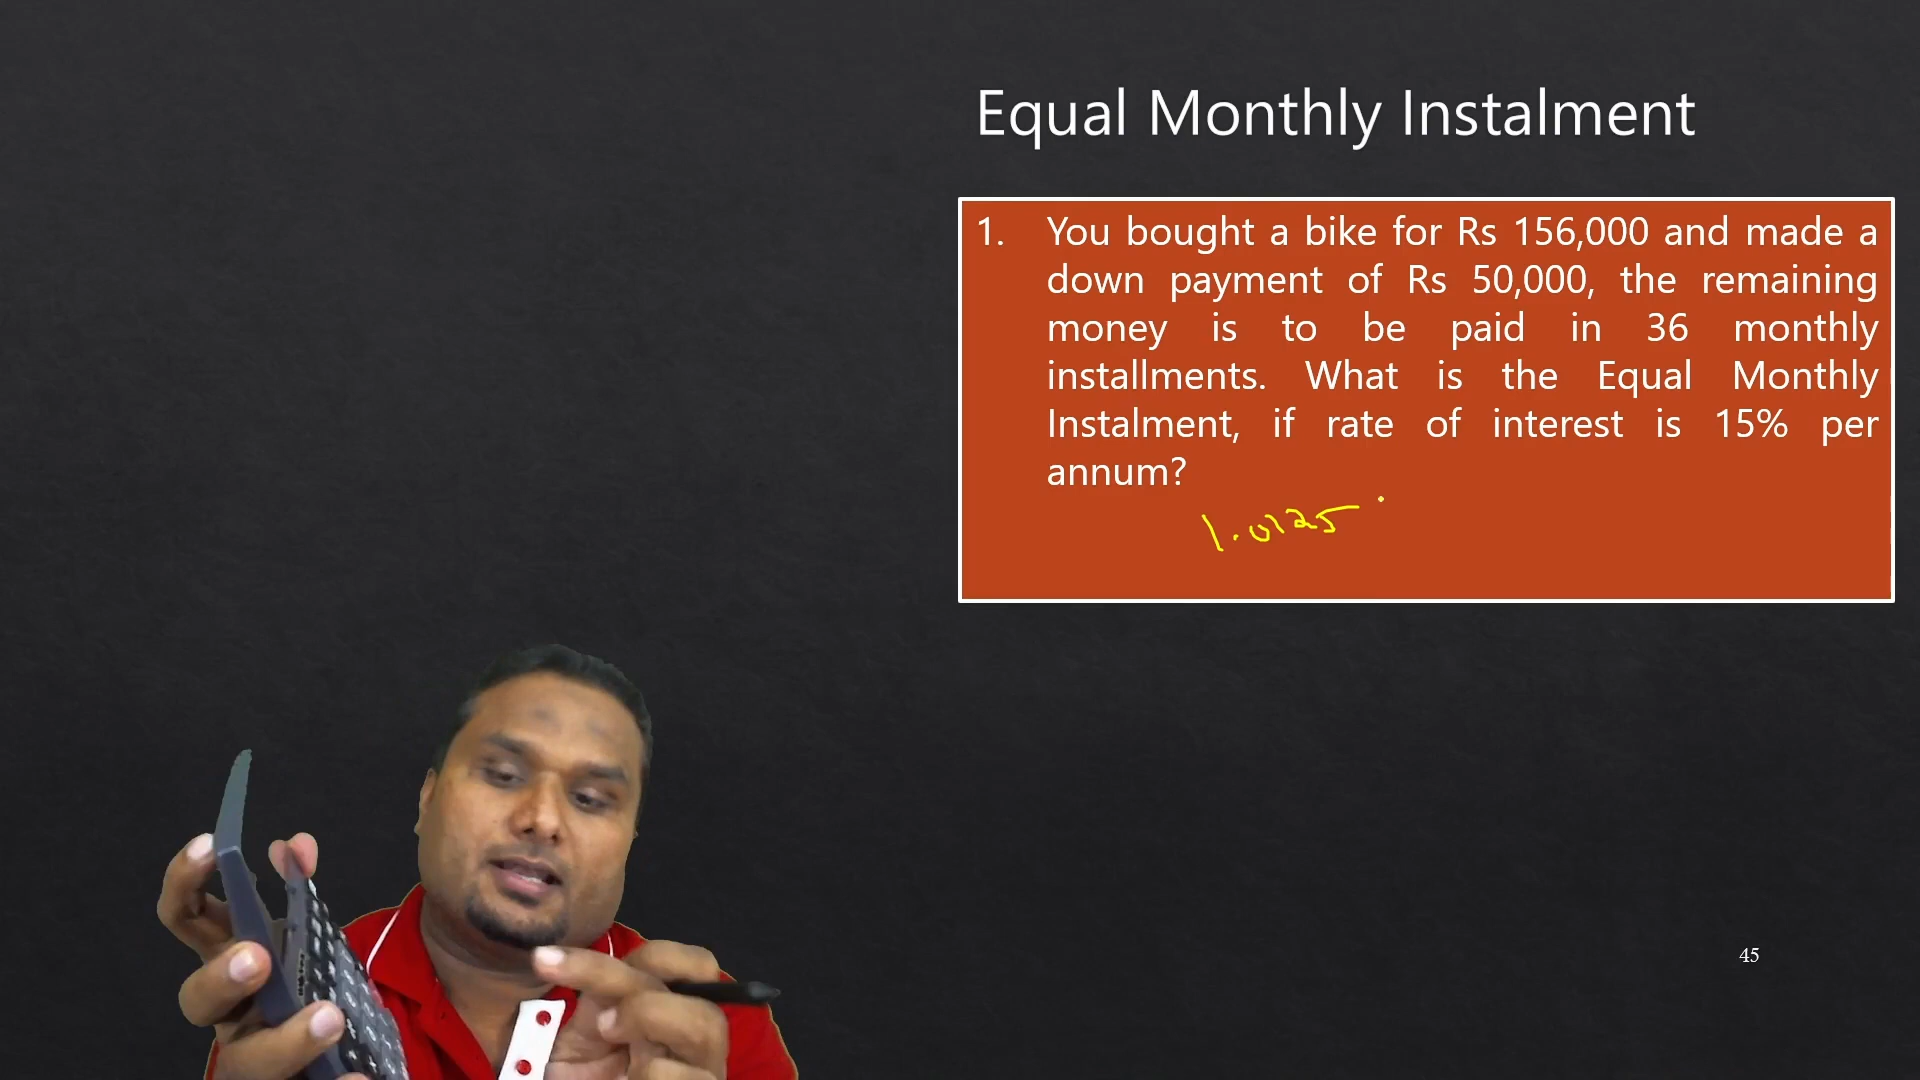 Equal Monthly Instalment
1. You bought a bike for Rs 156,000 and made a
down payment of Rs 50,000, the remaining
money is to be paid in 36 monthly
installments. What is the Equal Monthly
Instalment, if rate of interest is 15% per
annum?
1.0125
45